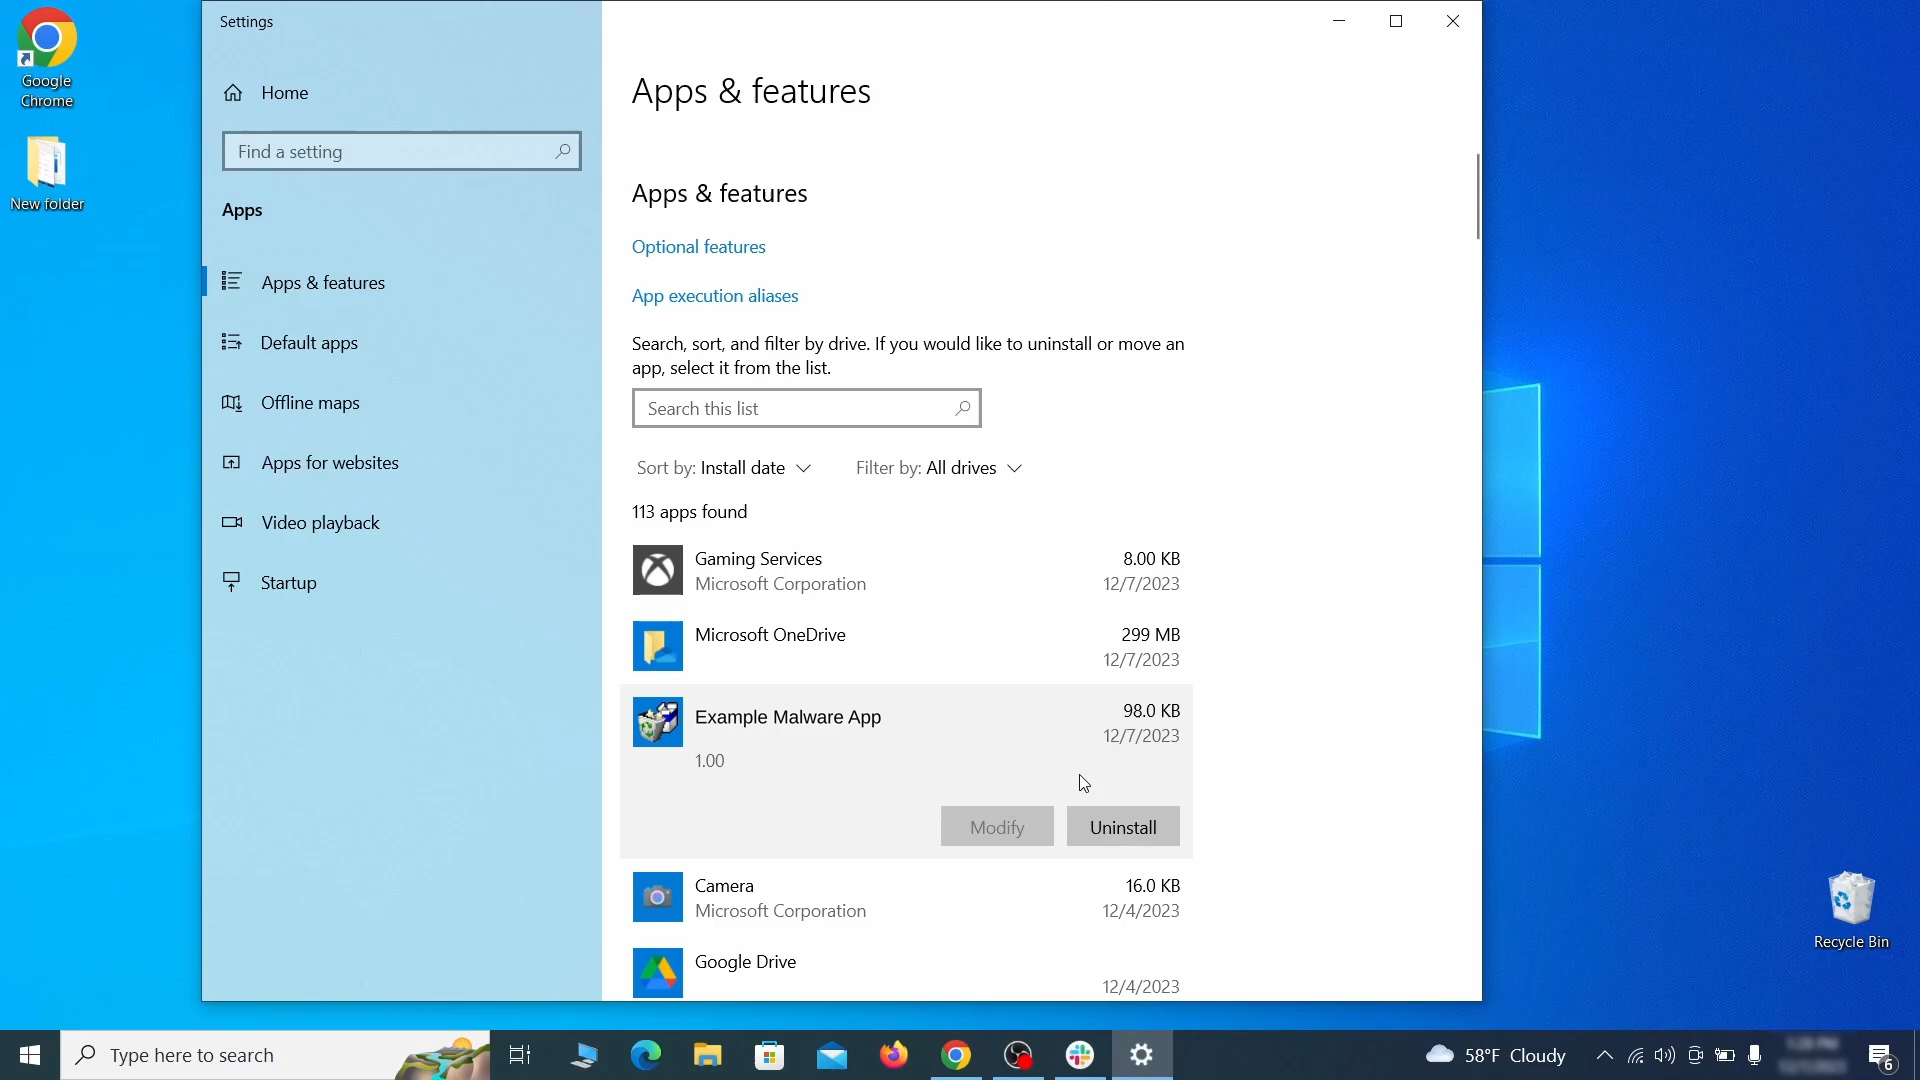 Google
Chrome
New folder
Settings
Home
Find a setting
Apps
Apps & features
Default apps
Offline maps
Apps for websites
Video playback
Startup
Apps & features
Apps & features
Optional features
App execution aliases
Search, sort, and filter by drive. If you would like to uninstall or move an
app, select it from the list.
Search this list
Sort by: Install date Filter by: All drives
113 apps found
Gaming Services 8.00 KB
Microsoft Corporation 12/7/2023
Microsoft OneDrive 299 MB
12/7/2023
Example Malware App 98.0 KB
12/7/2023
1.00
Modify Uninstall
Camera 16.0 KB
Microsoft Corporation 12/4/2023
Google Drive
12/4/2023
Recycle Bin
Type here to search
58°F Cloudy
6